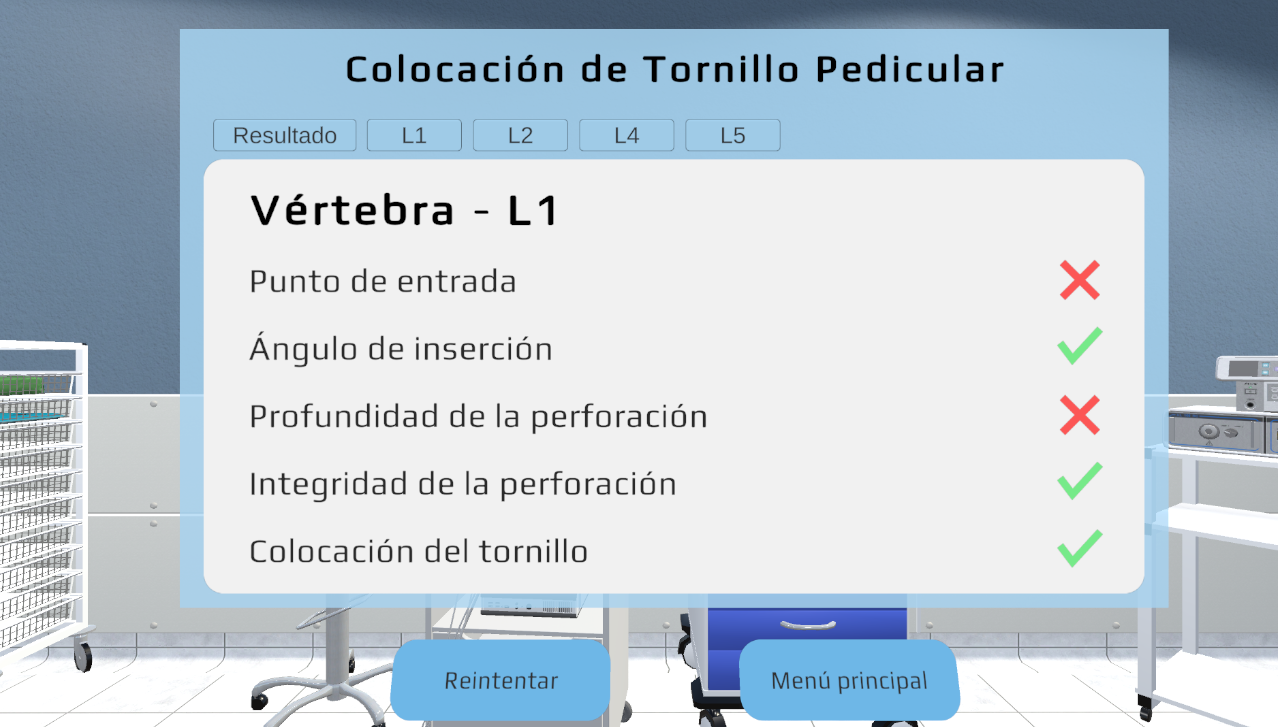 Colocación de Tornillo Pedicular
Resultado L1 L2 L4 L5
Vértebra - L1
Punto de entrada
Ángulo de inserción
Profundidad de la perforación
Integridad de la perforación
Colocación del tornillo
Reintentar Menú principal